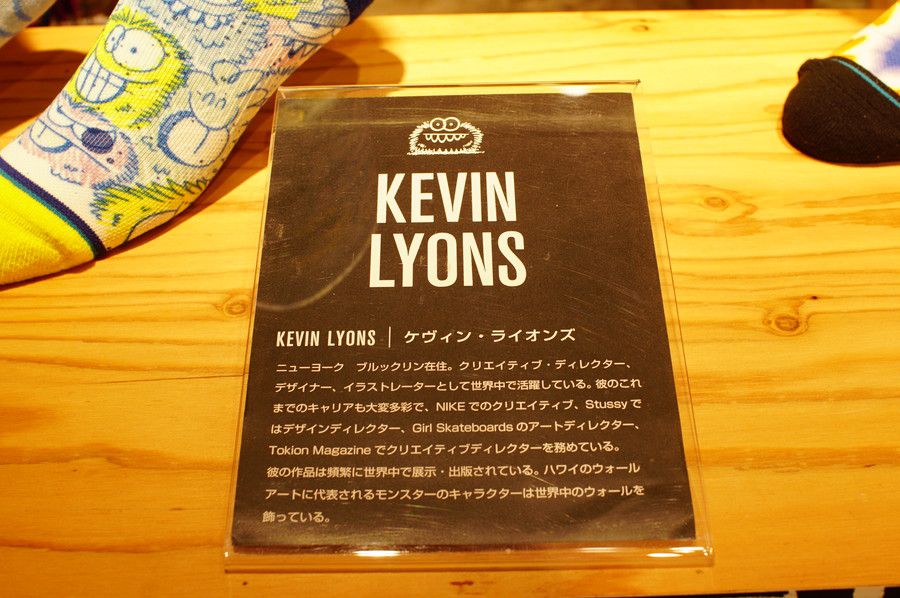 KEVIN
LYONS
KEVIN LYONS | ケヴィン・ライオンズ
ニューヨーク ブルックリン在住。クリエイティブ・ディレクター、
デザイナー、イラストレーターとして世界中で活躍している。彼のこれ
までのキャリアも大変多彩で、NIKEでのクリエイティブ、Stussyで
はデザインディレクター、Girl Skateboardsのアートディレクター、
Tokion Magazineでクリエイティブディレクターを務めている。
彼の作品は頻繁に世界中で展示・出版されている。ハワイのウォール
アートに代表されるモンスターのキャラクターは世界中のウォールを
飾っている。